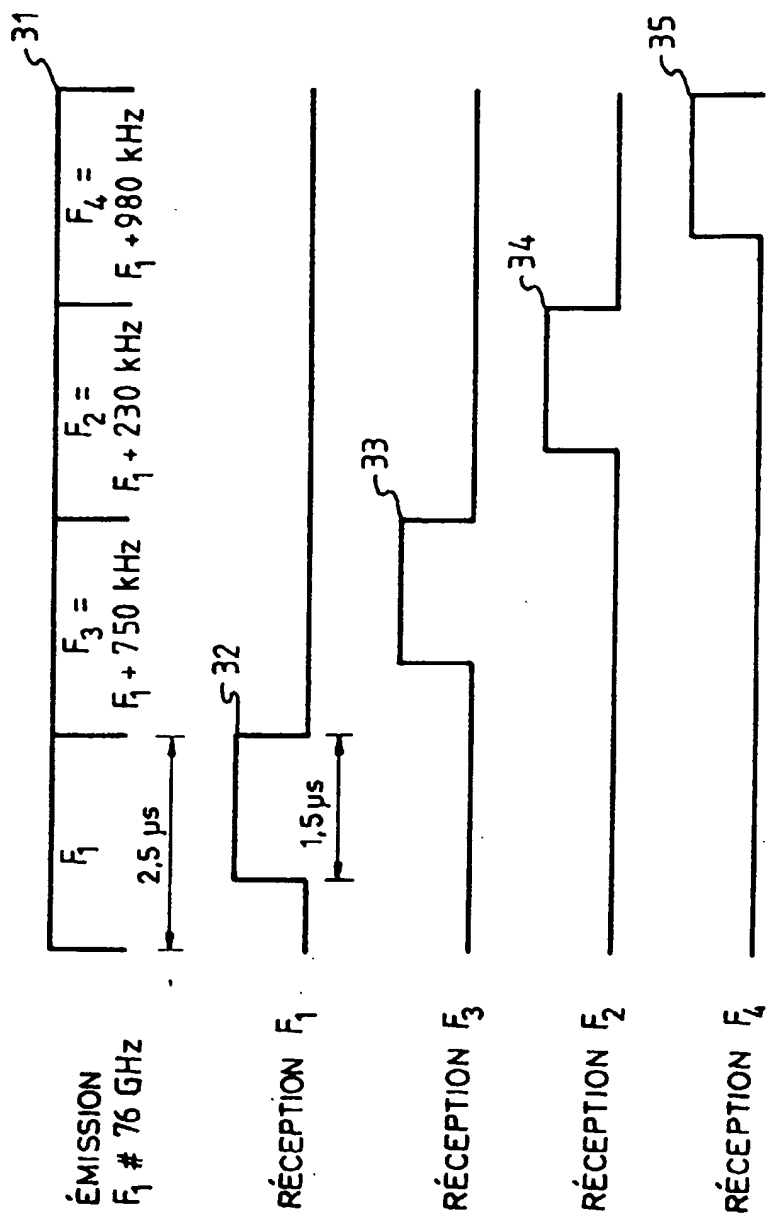 ÉMISSION
F₁ # 76 GHz
F₁
F₃ =
F₁ + 750 kHz
F₂ =
F₁ + 230 kHz
F₄ =
F₁ + 980 kHz
31
2,5 µs
RÉCEPTION F₁
32
1,5 µs
RÉCEPTION F₃
33
RÉCEPTION F₂
34
RÉCEPTION F₄
35